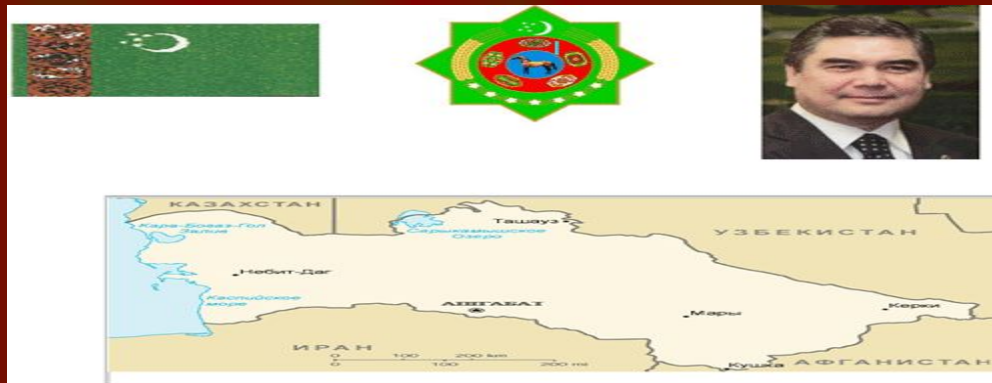 КАЗАХСТАН
Ташауз
Кара-Богаз-Гол
Залив
Сарыкамышское
Озеро
УЗБЕКИСТАН
Небит-Даг
Каспийское
море
АШГАБАТ
Мары
Керки
ИРАН
0 100 200 km
0 100 200 mi
Кушка
АФГАНИСТАН